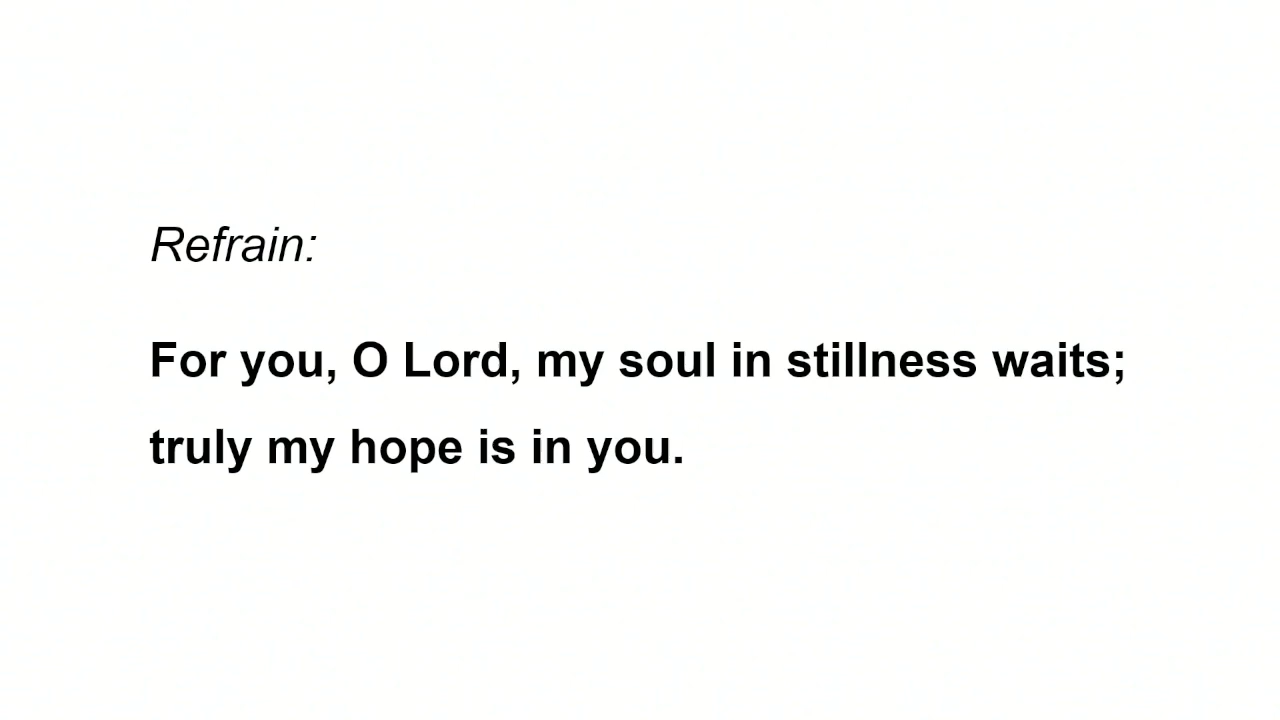 Refrain:
For you, O Lord, my soul in stillness waits;
truly my hope is in you.